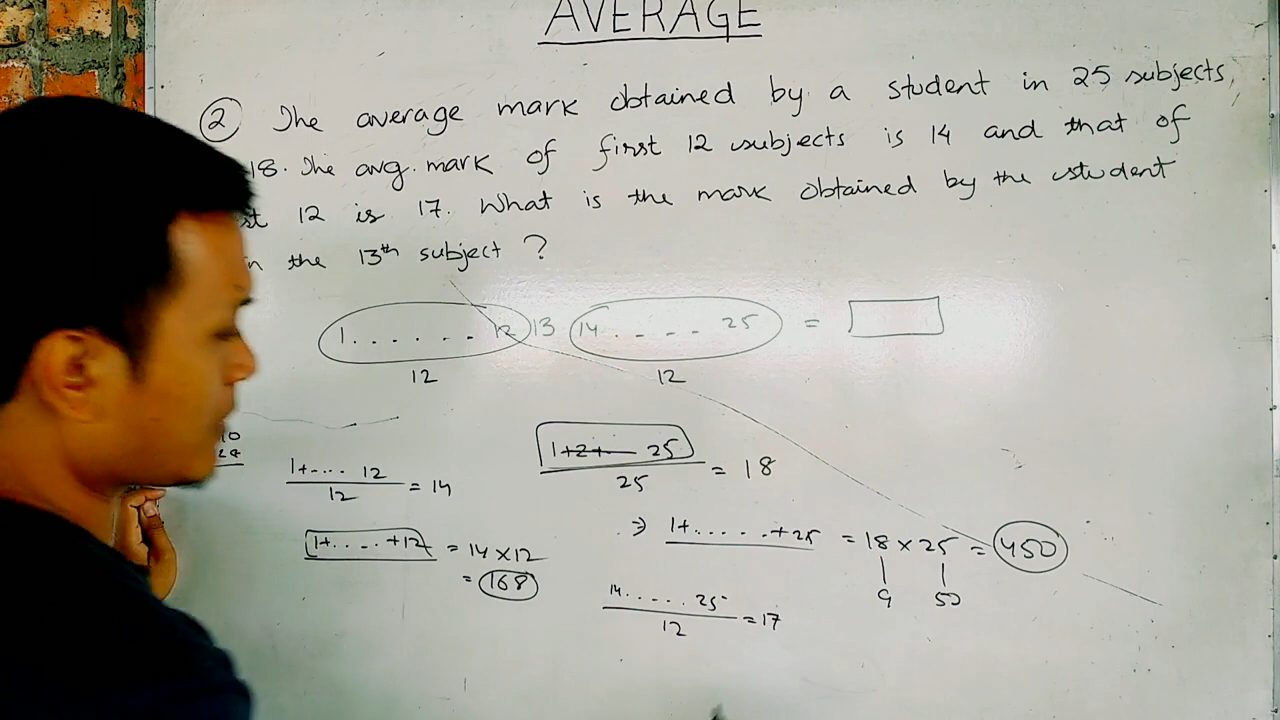 AVERAGE
② The average mark obtained by a student in 25 subjects,
18. The avg. mark of first 12 subjects is 14 and that of
st 12 is 17. What is the mark obtained by the student
n the 13th subject ?
1 . . . . . . 12 13 14 . . . . 25 =
12 12
1+2+ 25
25 = 18
1+.... 12
12 = 14
1+. . . . . .+25 = 18×25 = 450
9 50
1+. . . . +12 = 14×12
= 168
14. . . . . 25
12 = 17